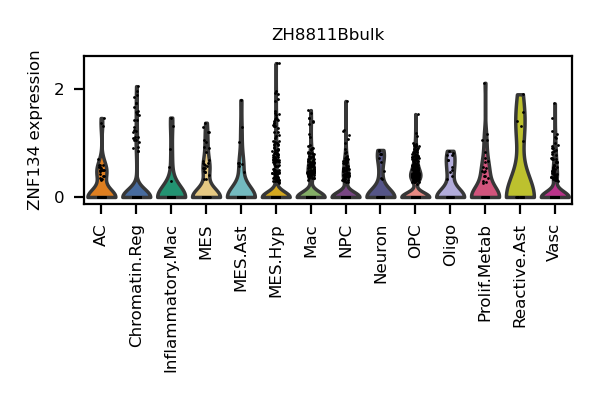 ZH8811Bbulk
ZNF134 expression
2
0
AC
Chromatin.Reg
Inflammatory.Mac
MES
MES.Ast
MES.Hyp
Mac
NPC
Neuron
OPC
Oligo
Prolif.Metab
Reactive.Ast
Vasc